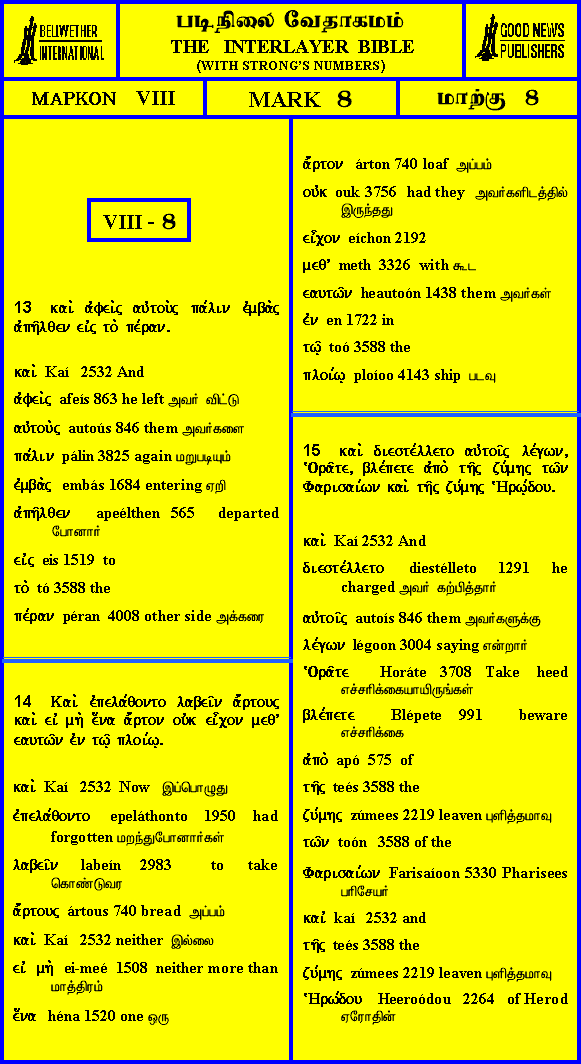 BELLWETHER
INTERNATIONAL
படிநிலை வேதாகமம்
THE INTERLAYER BIBLE
(WITH STRONG'S NUMBERS)
GOOD NEWS
PUBLISHERS
ΜΑΡΚΟΝ VIII
MARK 8
மாற்கு 8
VIII - 8
13 καὶ ἀφεὶς αὐτοὺς πάλιν ἐμβὰς
ἀπῆλθεν εἰς τὸ πέραν.
καὶ Kaí 2532 And
ἀφεὶς afeís 863 he left அவர் விட்டு
αὐτοὺς autoús 846 them அவர்களை
πάλιν pálin 3825 again மறுபடியும்
ἐμβὰς embás 1684 entering ஏறி
ἀπῆλθεν apeélthen 565 departed
போனார்
εἰς eis 1519 to
τὸ tó 3588 the
πέραν péran 4008 other side அக்கரை
14 Καὶ ἐπελάθοντο λαβεῖν ἄρτους
καὶ εἰ μὴ ἕνα ἄρτον οὐκ εἶχον μεθ’
εαυτῶν ἐν τῷ πλοίῳ.
καὶ Kaí 2532 Now இப்பொழுது
ἐπελάθοντο epeláthonto 1950 had
forgotten மறந்துபோனார்கள்
λαβεῖν labeín 2983 to take
கொண்டுவர
ἄρτους ártous 740 bread அப்பம்
καὶ Kaí 2532 neither இல்லை
εἰ μὴ ei-meé 1508 neither more than
மாத்திரம்
ἕνα héna 1520 one ஒரு
ἄρτον árton 740 loaf அப்பம்
οὐκ ouk 3756 had they அவர்களிடத்தில்
இருந்தது
εἶχον eíchon 2192
μεθ’ meth 3326 with கூட
εαυτῶν heautoón 1438 them அவர்கள்
ἐν en 1722 in
τῷ toó 3588 the
πλοίῳ ploíoo 4143 ship படவு
15 καὶ διεστέλλετο αὐτοῖς λέγων,
Ὁρᾶτε, βλέπετε ἀπὸ τῆς ζύμης τῶν
Φαρισαίων καὶ τῆς ζύμης Ἡρῴδου.
καὶ Kaí 2532 And
διεστέλλετο diestélleto 1291 he
charged அவர் கற்பித்தார்
αὐτοῖς autoís 846 them அவர்களுக்கு
λέγων légoon 3004 saying என்றார்
Ὁρᾶτε Horáte 3708 Take heed
எச்சரிக்கையாயிருங்கள்
βλέπετε Blépete 991 beware
எச்சரிக்கை
ἀπὸ apó 575 of
τῆς teés 3588 the
ζύμης zúmees 2219 leaven புளித்தமாவு
τῶν toón 3588 of the
Φαρισαίων Farisaíoon 5330 Pharisees
பரிசேயர்
καὶ kaí 2532 and
τῆς teés 3588 the
ζύμης zúmees 2219 leaven புளித்தமாவு
Ἡρώδου Heeroódou 2264 of Herod
ஏரோதின்